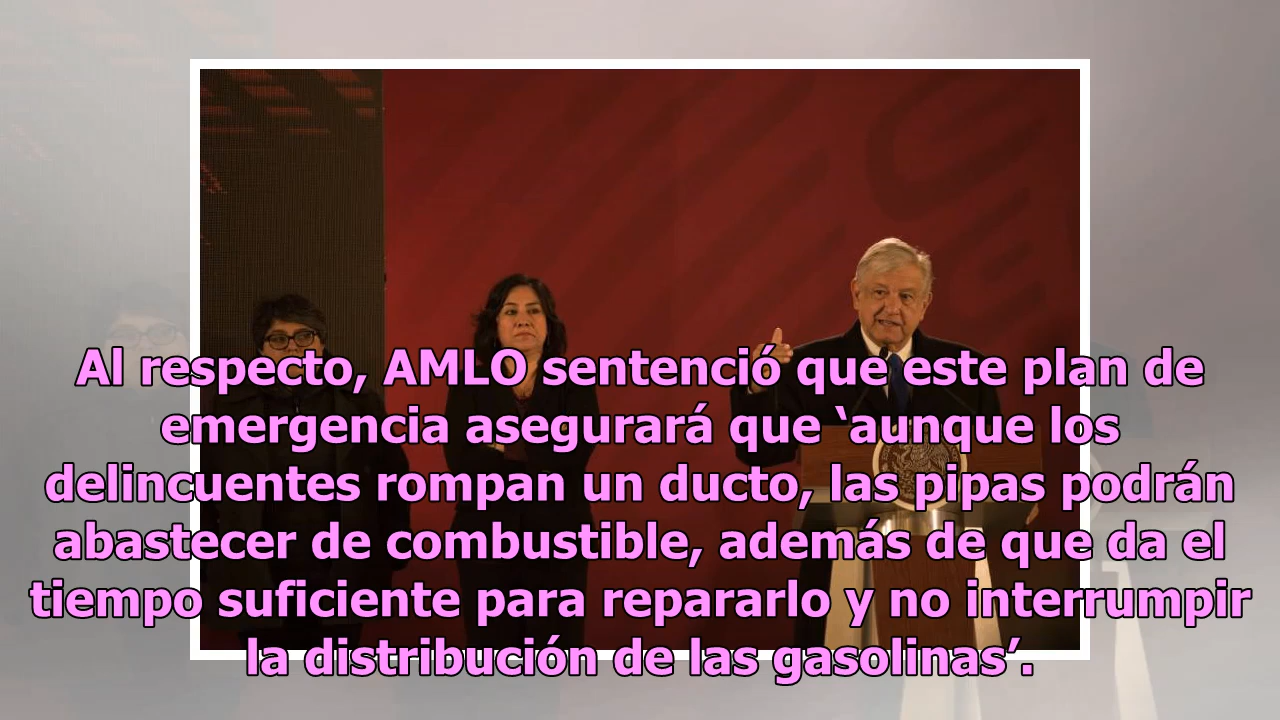 Al respecto, AMLO sentenció que este plan de
emergencia asegurará que ‘aunque los
delincuentes rompan un ducto, las pipas podrán
abastecer de combustible, además de que da el
tiempo suficiente para repararlo y no interrumpir
la distribución de las gasolinas’.